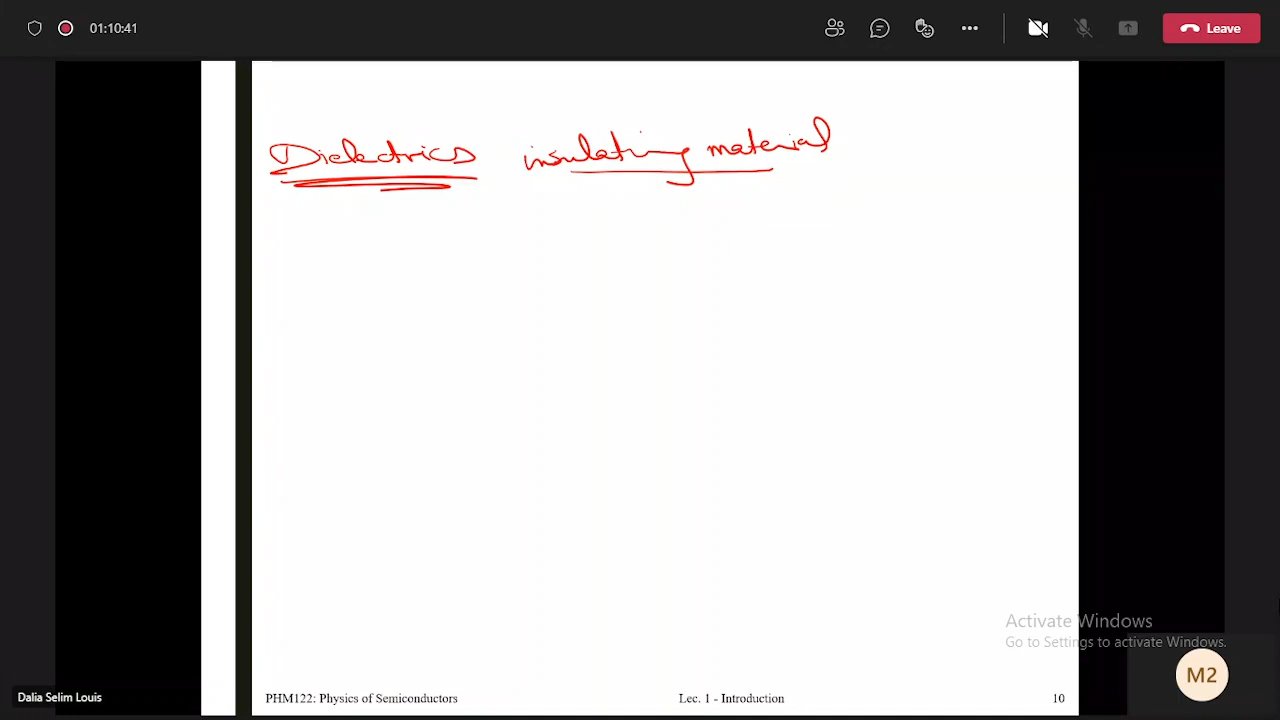 01:10:41
Leave
Dielectrics insulating material
Activate Windows
Go to Settings to activate Windows.
M2
Dalia Selim Louis
PHM122: Physics of Semiconductors
Lec. 1 - Introduction
10